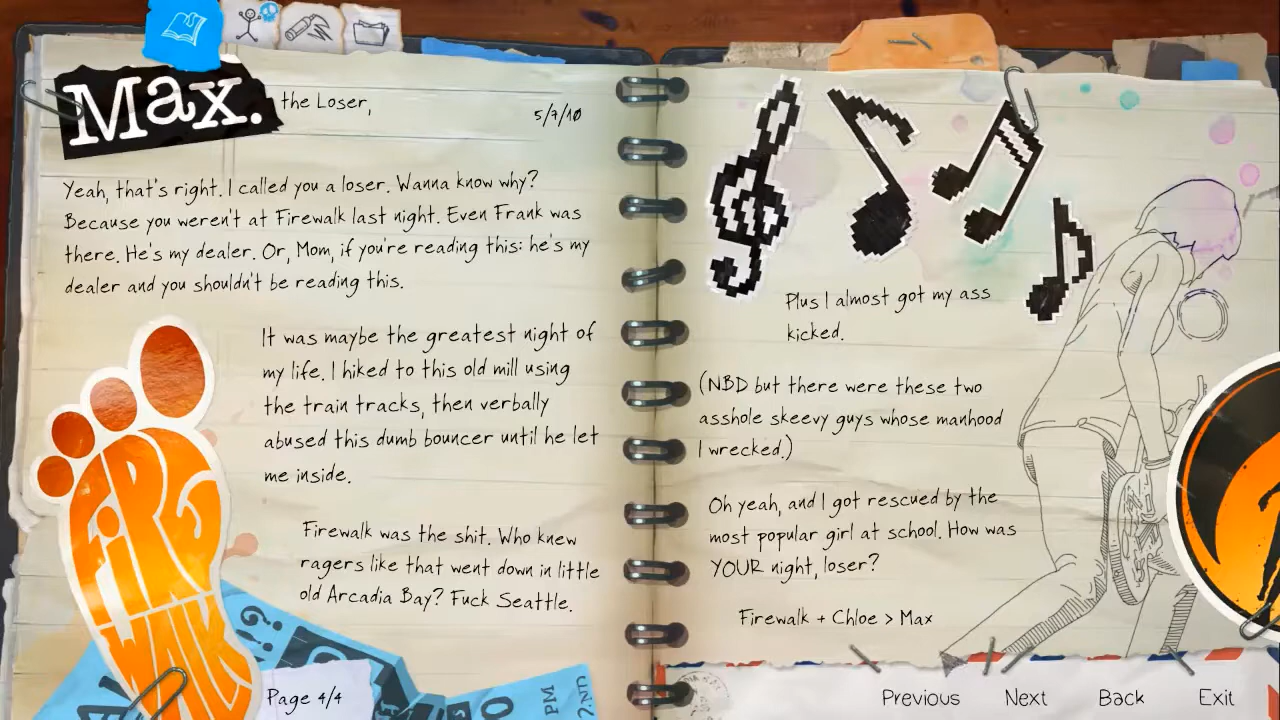 Max. the Loser,
5/7/10
Yeah, that's right. I called you a loser. Wanna know why?
Because you weren't at Firewalk last night. Even Frank was
there. He's my dealer. Or, Mom, if you're reading this: he's my
dealer and you shouldn't be reading this.
It was maybe the greatest night of
my life. I hiked to this old mill using
the train tracks, then verbally
abused this dumb bouncer until he let
me inside.
Firewalk was the shit. Who knew
ragers like that went down in little
old Arcadia Bay? Fuck Seattle.
FIRE
WALK
PM
Page 4/4
Plus I almost got my ass
kicked.
(NBD but there were these two
asshole skeevy guys whose manhood
I wrecked.)
Oh yeah, and I got rescued by the
most popular girl at school. How was
YOUR night, loser?
Firewalk + Chloe > Max
Previous Next Back Exit